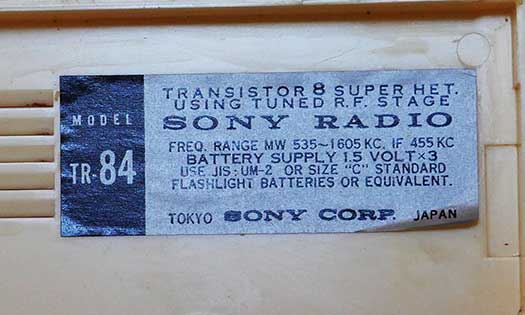 MODEL
TR-84
TRANSISTOR 8 SUPER HET.
USING TUNED R.F. STAGE
SONY RADIO
FREQ. RANGE MW 535~1605 KC. IF 455 KC
BATTERY SUPPLY 1.5 VOLT×3
USE JIS: UM-2 OR SIZE "C" STANDARD
FLASHLIGHT BATTERIES OR EQUIVALENT.
TOKYO SONY CORP. JAPAN